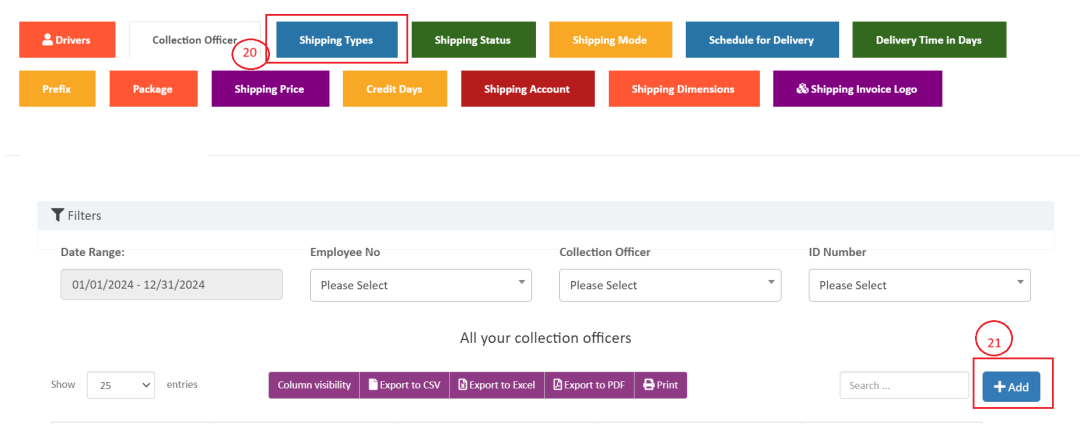 Drivers Collection Officer Shipping Types Shipping Status Shipping Mode Schedule for Delivery Delivery Time in Days
20
Prefix Package Shipping Price Credit Days Shipping Account Shipping Dimensions Shipping Invoice Logo
Filters
Date Range: Employee No Collection Officer ID Number
01/01/2024 - 12/31/2024 Please Select Please Select Please Select
All your collection officers
21
Show 25 entries Column visibility Export to CSV Export to Excel Export to PDF Print Search ... Add